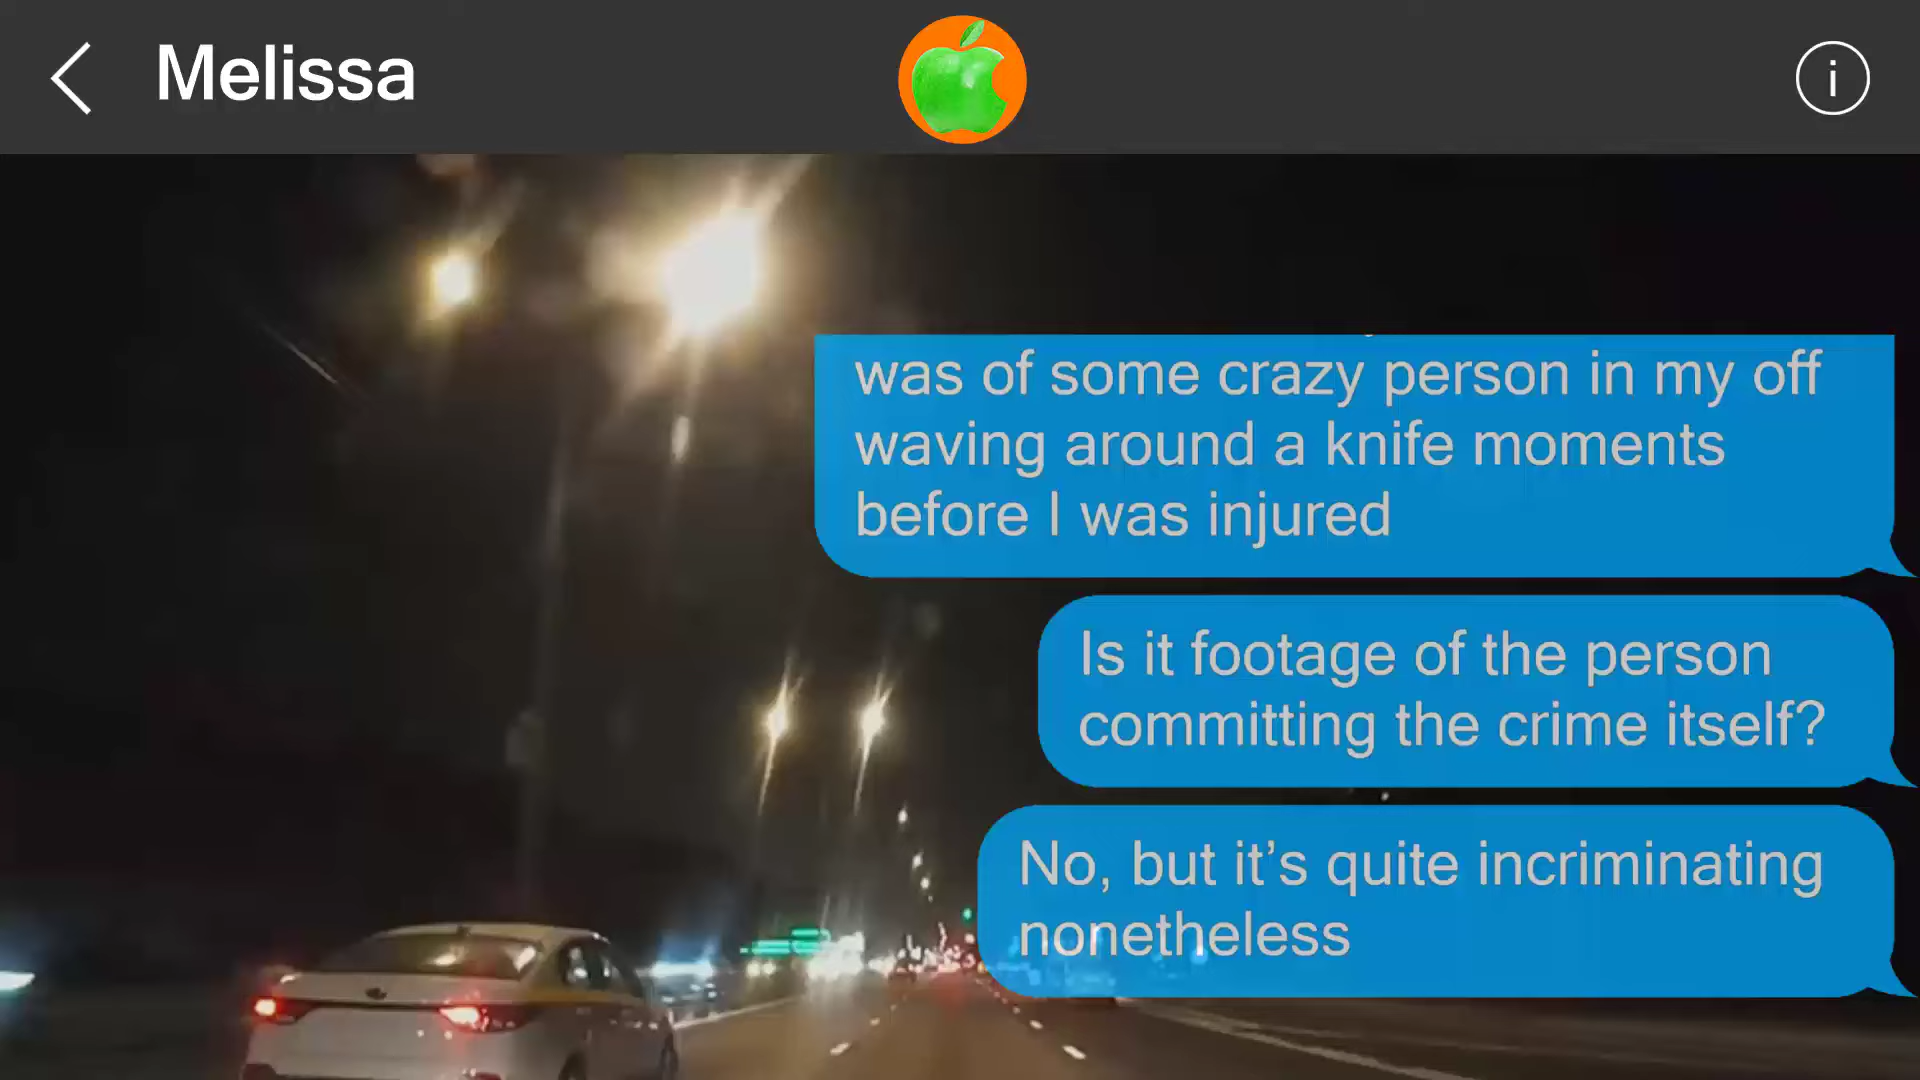 Melissa
i
was of some crazy person in my off
waving around a knife moments
before I was injured
Is it footage of the person
committing the crime itself?
No, but it’s quite incriminating
nonetheless